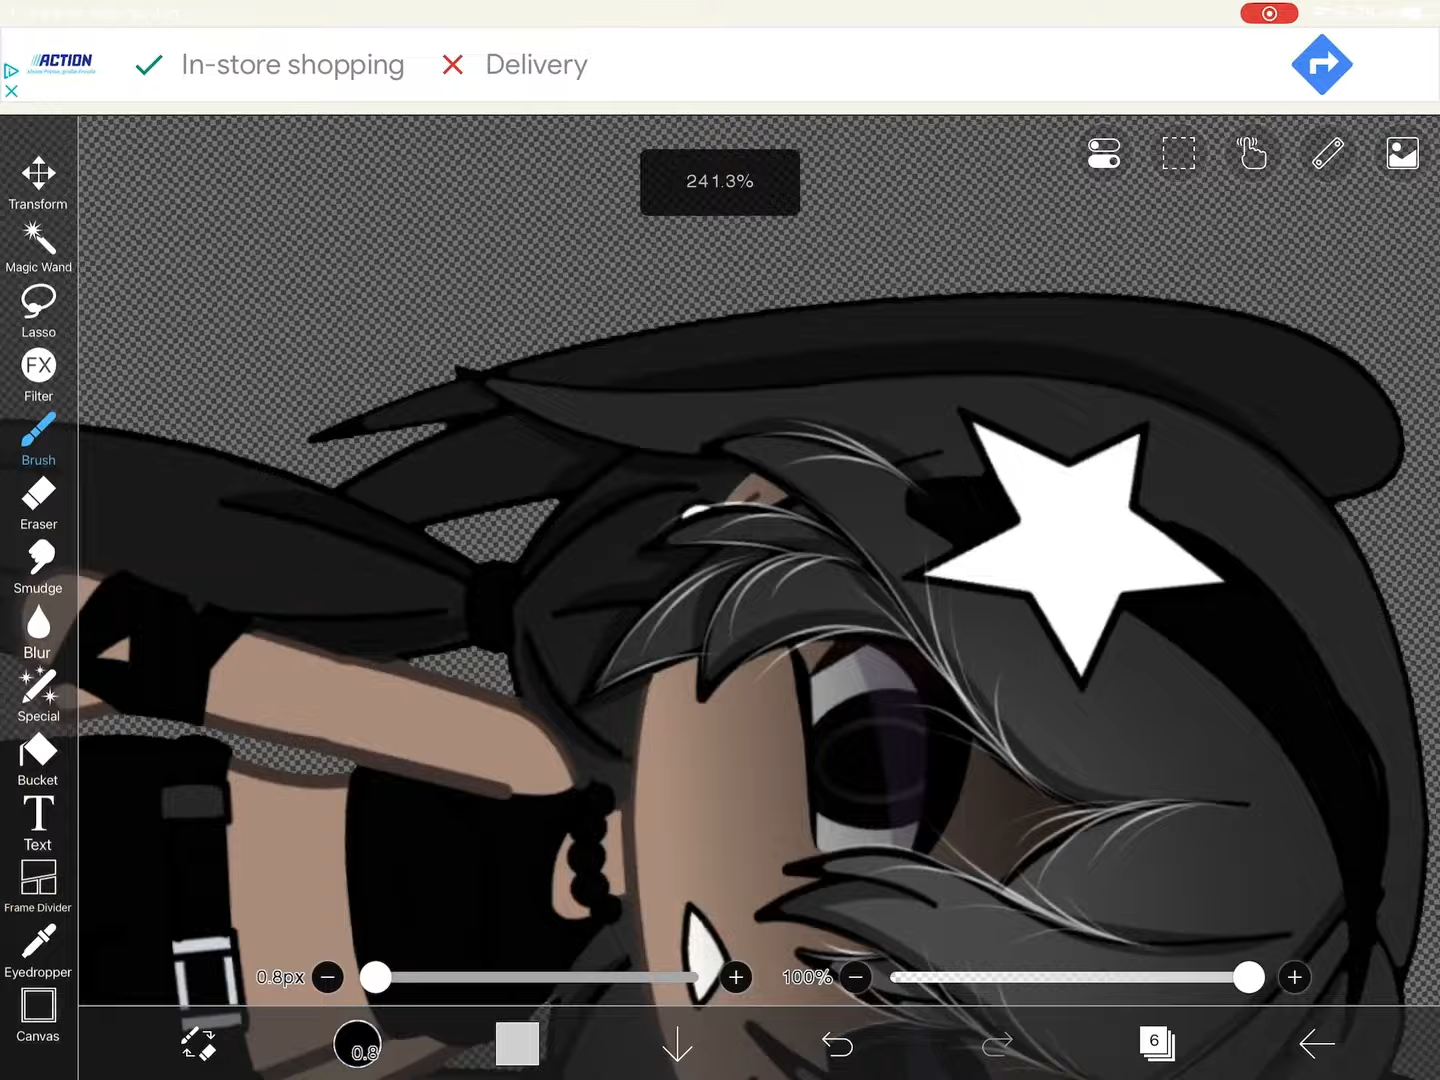 ACTION
In-store shopping
Delivery
241.3%
Transform
Magic Wand
Lasso
FX
Filter
Brush
Eraser
Smudge
Blur
Special
Bucket
T
Text
Frame Divider
Eyedropper
Canvas
0.8px
100%
0.8
6